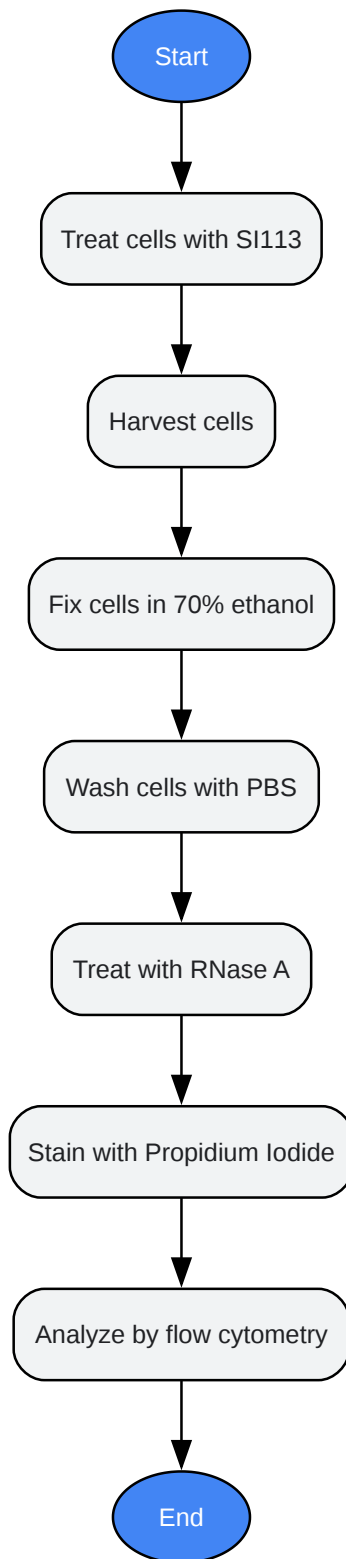 Start
Treat cells with SI113
Harvest cells
Fix cells in 70% ethanol
Wash cells with PBS
Treat with RNase A
Stain with Propidium Iodide
Analyze by flow cytometry
End